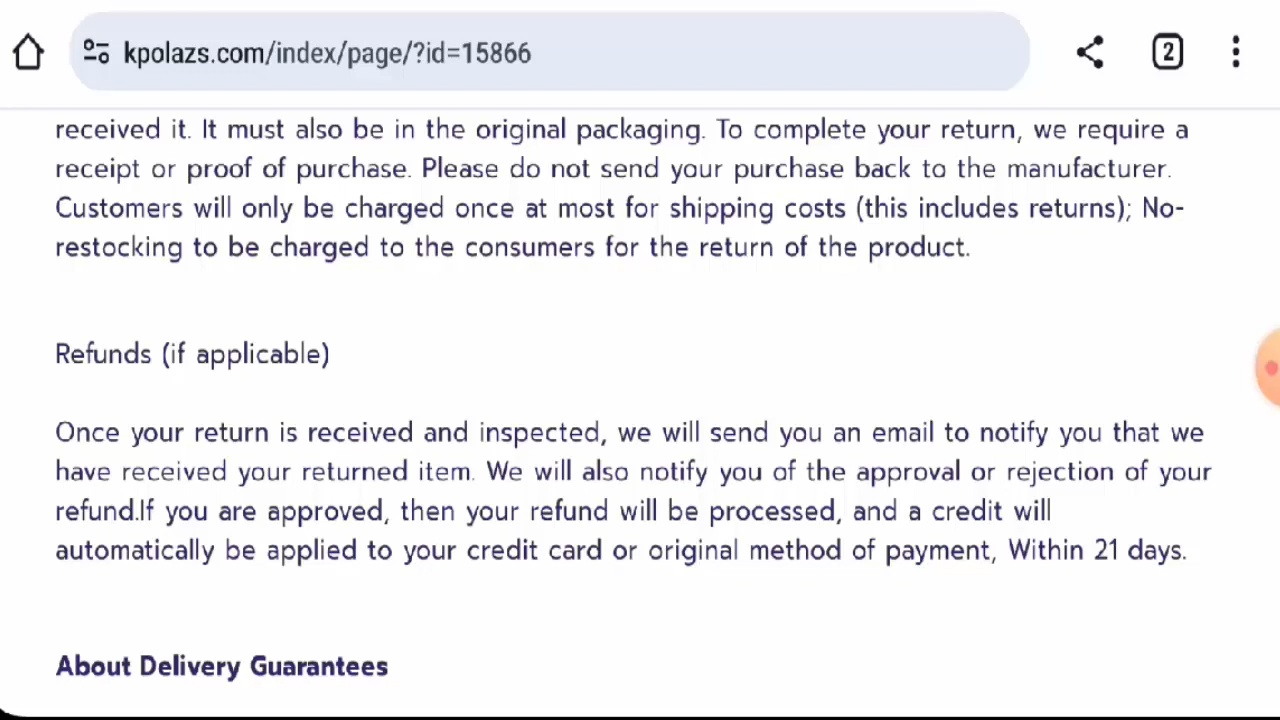 kpolazs.com/index/page/?id=15866
2
received it. It must also be in the original packaging. To complete your return, we require a
receipt or proof of purchase. Please do not send your purchase back to the manufacturer.
Customers will only be charged once at most for shipping costs (this includes returns); No-
restocking to be charged to the consumers for the return of the product.
Refunds (if applicable)
Once your return is received and inspected, we will send you an email to notify you that we
have received your returned item. We will also notify you of the approval or rejection of your
refund.If you are approved, then your refund will be processed, and a credit will
automatically be applied to your credit card or original method of payment, Within 21 days.
About Delivery Guarantees